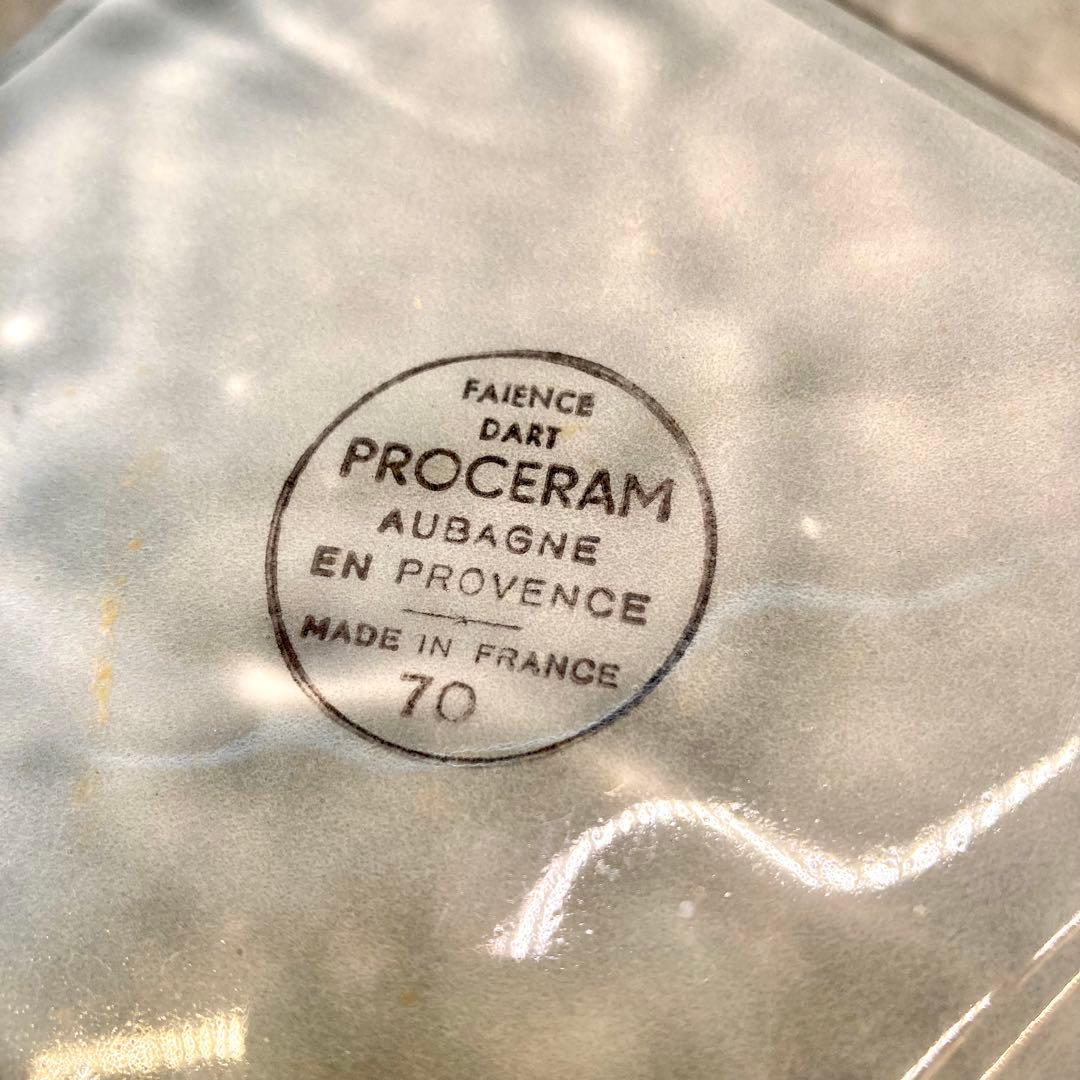 FAIENCE
DART
PROCERAM
AUBAGNE
EN PROVENCE
MADE IN FRANCE
70